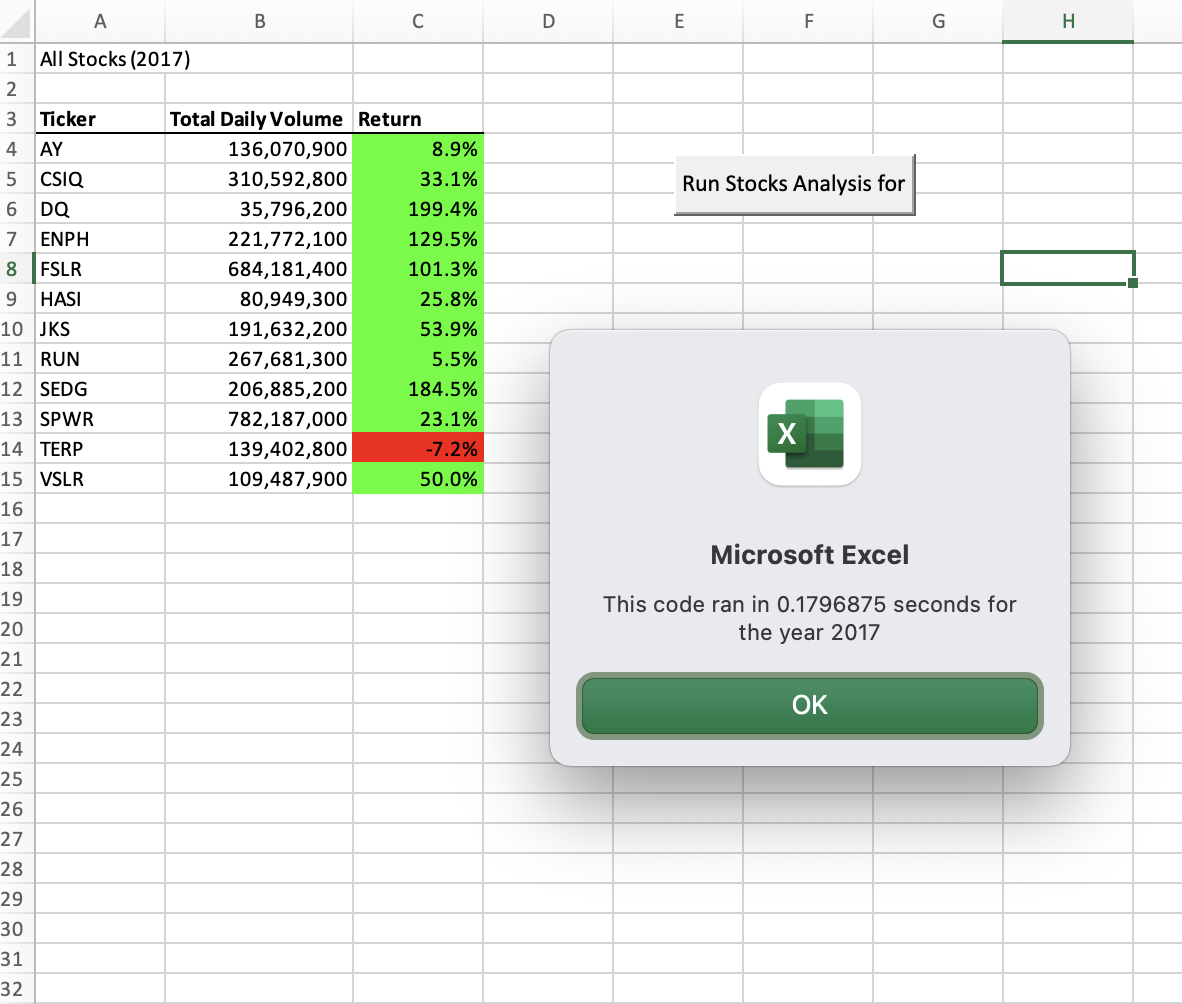 A B C D E F G H
1 All Stocks (2017)
2
3 Ticker Total Daily Volume Return
4 AY 136,070,900 8.9%
5 CSIQ 310,592,800 33.1%
6 DQ 35,796,200 199.4%
7 ENPH 221,772,100 129.5%
8 FSLR 684,181,400 101.3%
9 HASI 80,949,300 25.8%
10 JKS 191,632,200 53.9%
11 RUN 267,681,300 5.5%
12 SEDG 206,885,200 184.5%
13 SPWR 782,187,000 23.1%
14 TERP 139,402,800 -7.2%
15 VSLR 109,487,900 50.0%
16
17
18
19
20
21
22
23
24
25
26
27
28
29
30
31
32
Run Stocks Analysis for
X
Microsoft Excel
This code ran in 0.1796875 seconds for
the year 2017
OK